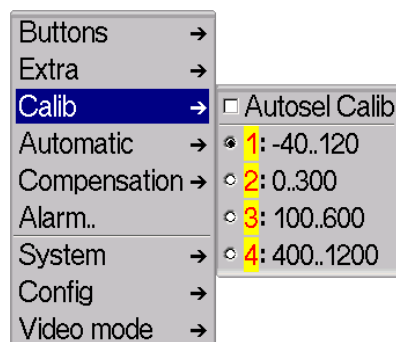 Buttons
Extra
Calib
Automatic
Compensation
Alarm..
System
Config
Video mode
Autosel Calib
1: -40..120
2: 0..300
3: 100..600
4: 400..1200